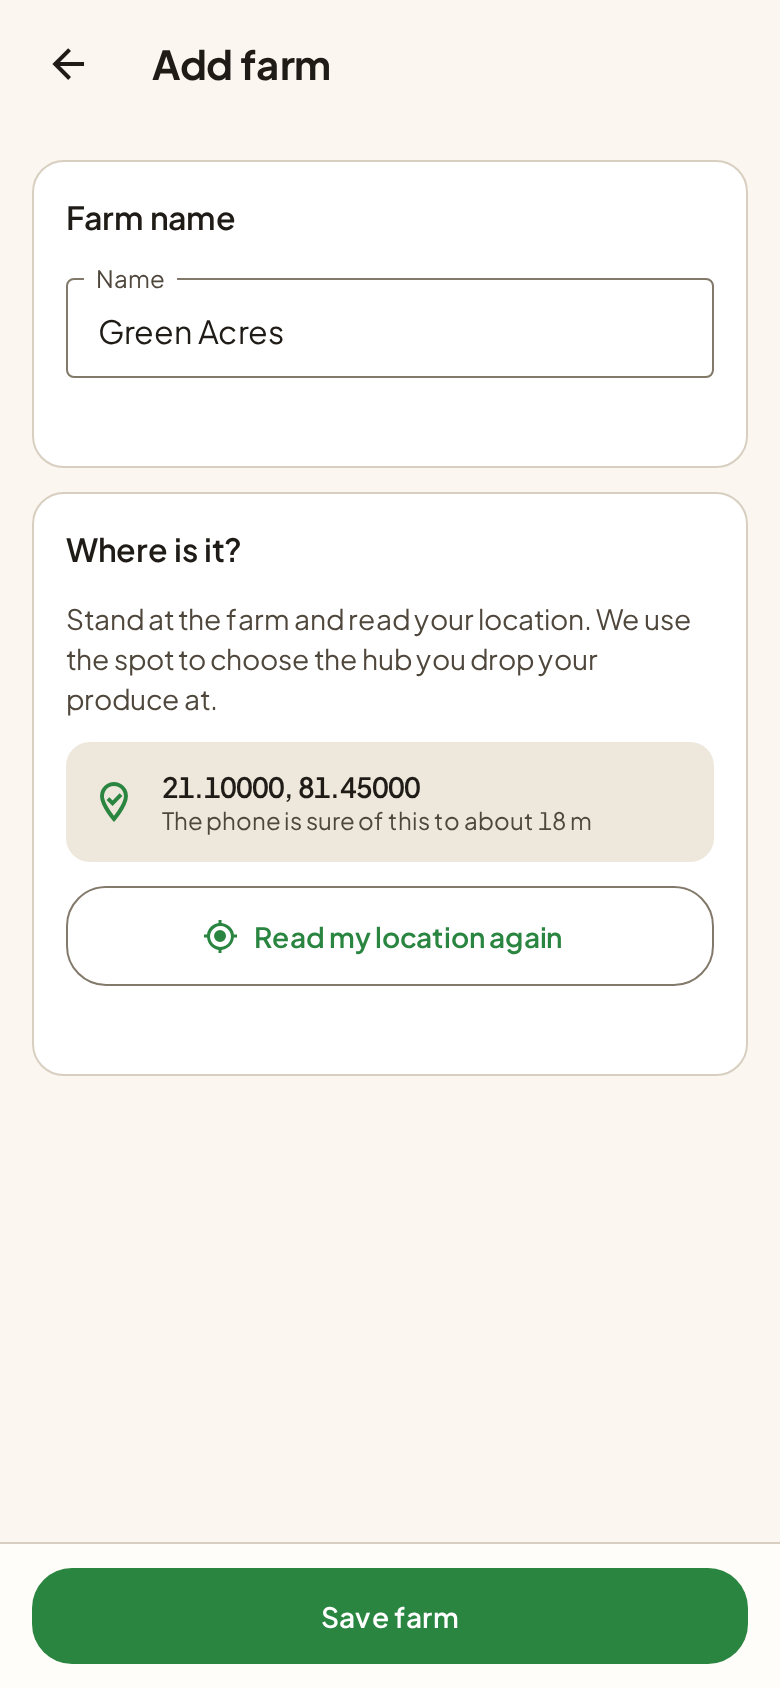 Add farm
Farm name
Name
Green Acres
Where is it?
Stand at the farm and read your location. We use
the spot to choose the hub you drop your
produce at.
21.10000, 81.45000
The phone is sure of this to about 18 m
Read my location again
Save farm